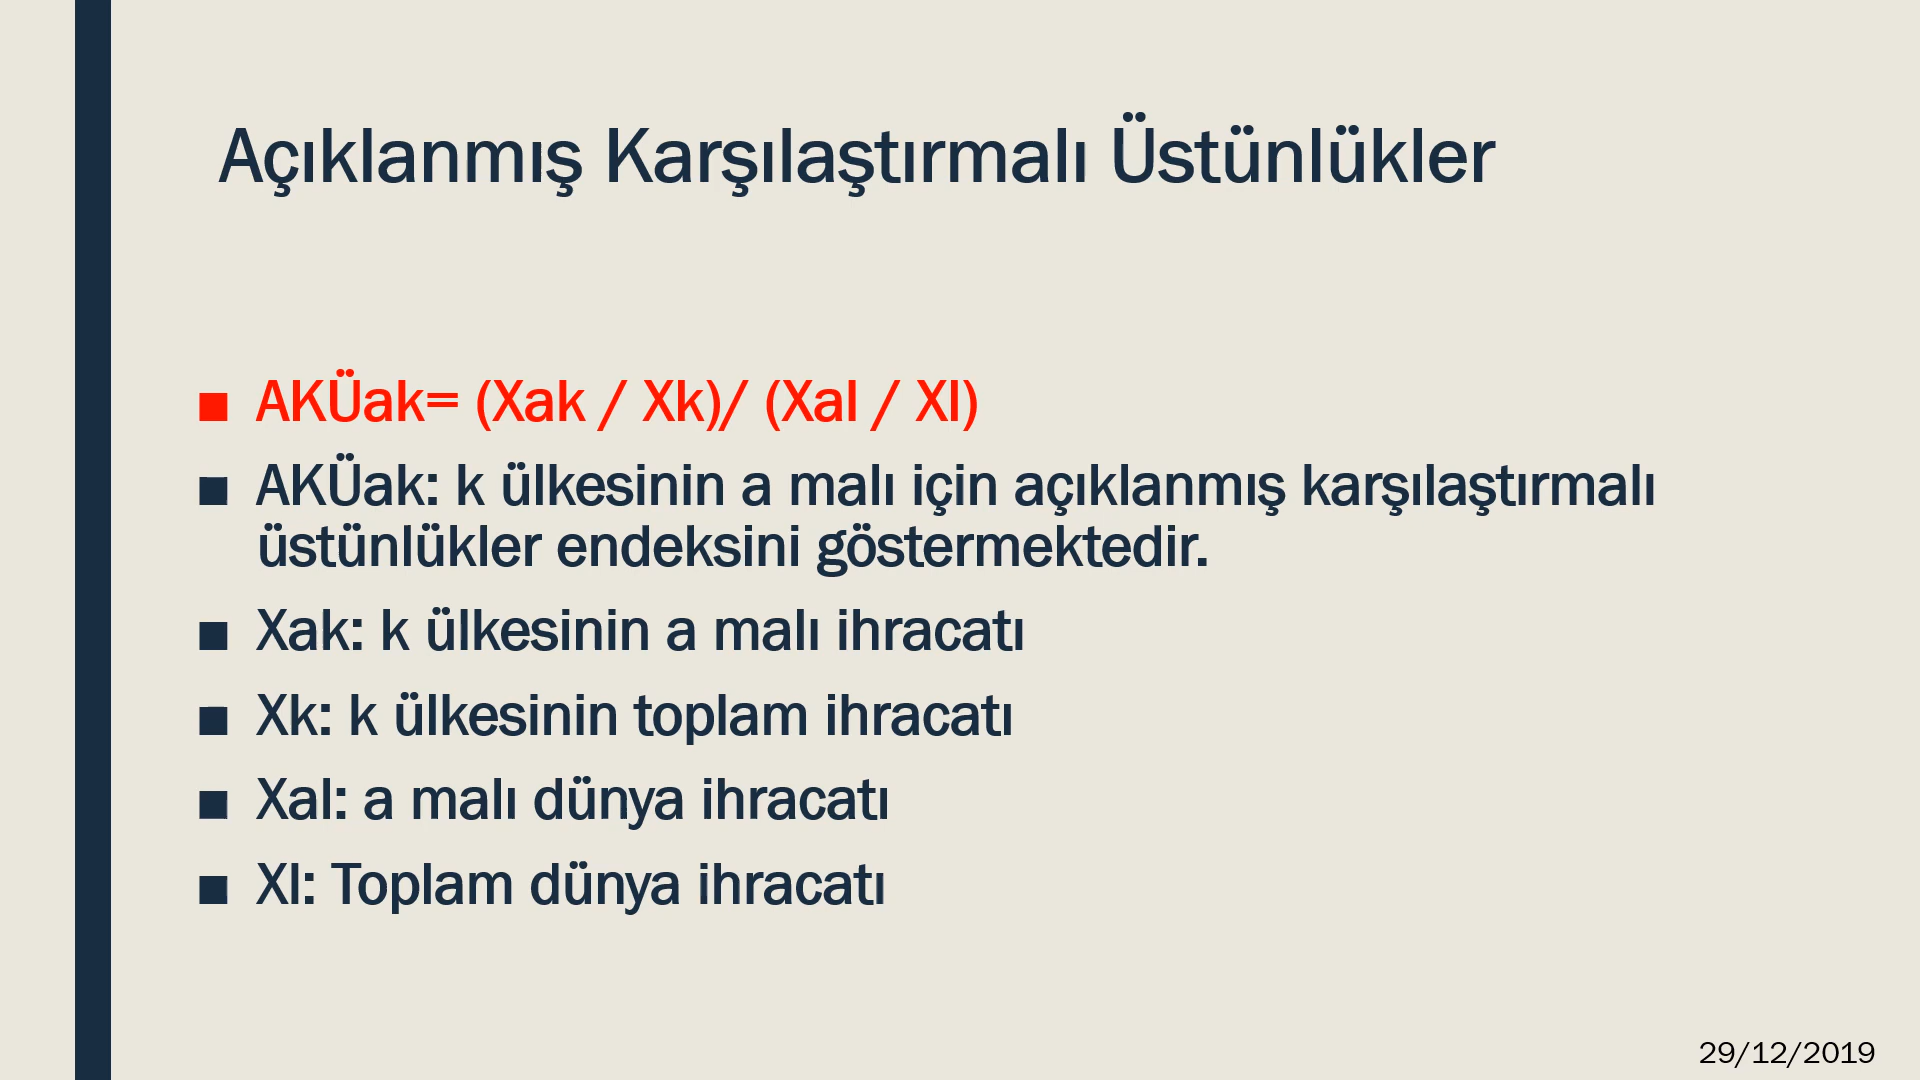 Açıklanmış Karşılaştırmalı Üstünlükler
■ AKÜak= (Xak / Xk)/ (Xal / Xl)
■ AKÜak: k ülkesinin a malı için açıklanmış karşılaştırmalı
üstünlükler endeksini göstermektedir.
■ Xak: k ülkesinin a malı ihracatı
■ Xk: k ülkesinin toplam ihracatı
■ Xal: a malı dünya ihracatı
■ Xl: Toplam dünya ihracatı
29/12/2019